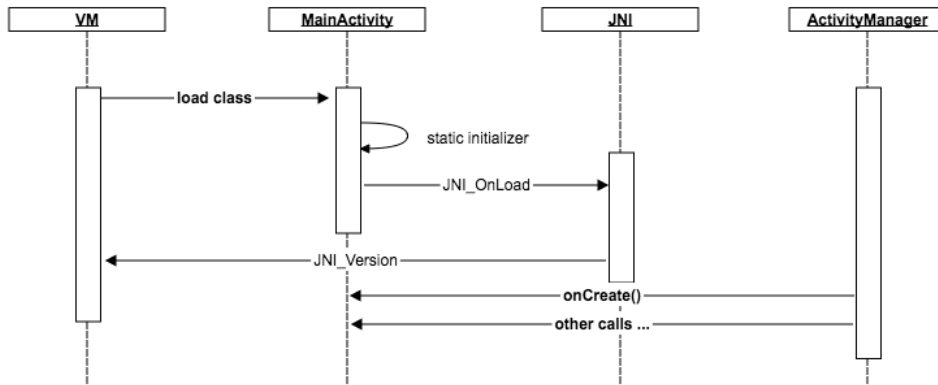 VM
MainActivity
JNI
ActivityManager
load class
static initializer
JNI_OnLoad
JNI_Version
onCreate()
other calls ...